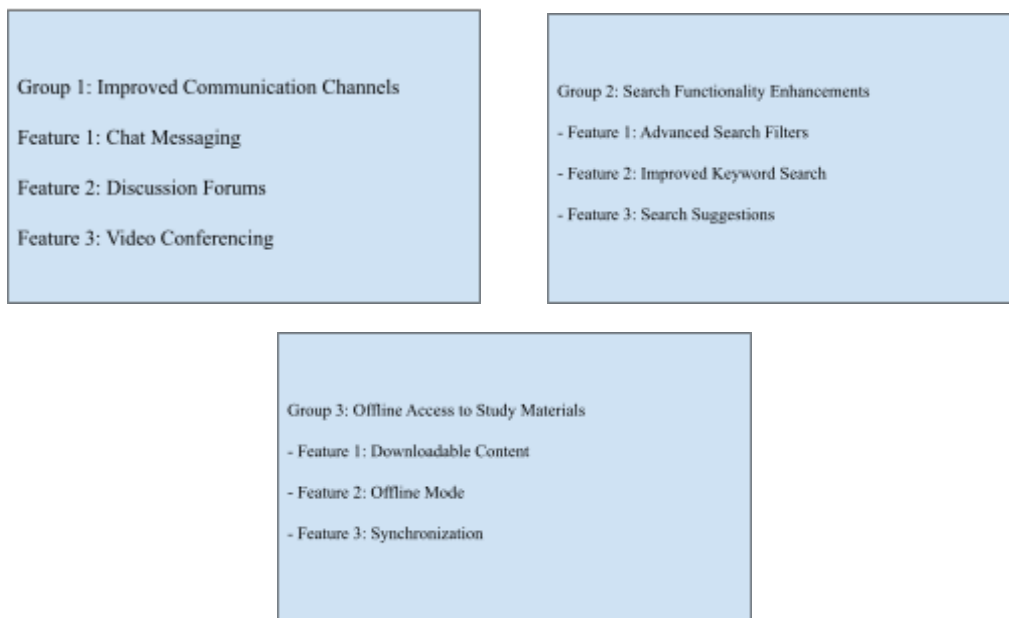 Group 1: Improved Communication Channels
Feature 1: Chat Messaging
Feature 2: Discussion Forums
Feature 3: Video Conferencing
Group 2: Search Functionality Enhancements
- Feature 1: Advanced Search Filters
- Feature 2: Improved Keyword Search
- Feature 3: Search Suggestions
Group 3: Offline Access to Study Materials
- Feature 1: Downloadable Content
- Feature 2: Offline Mode
- Feature 3: Synchronization